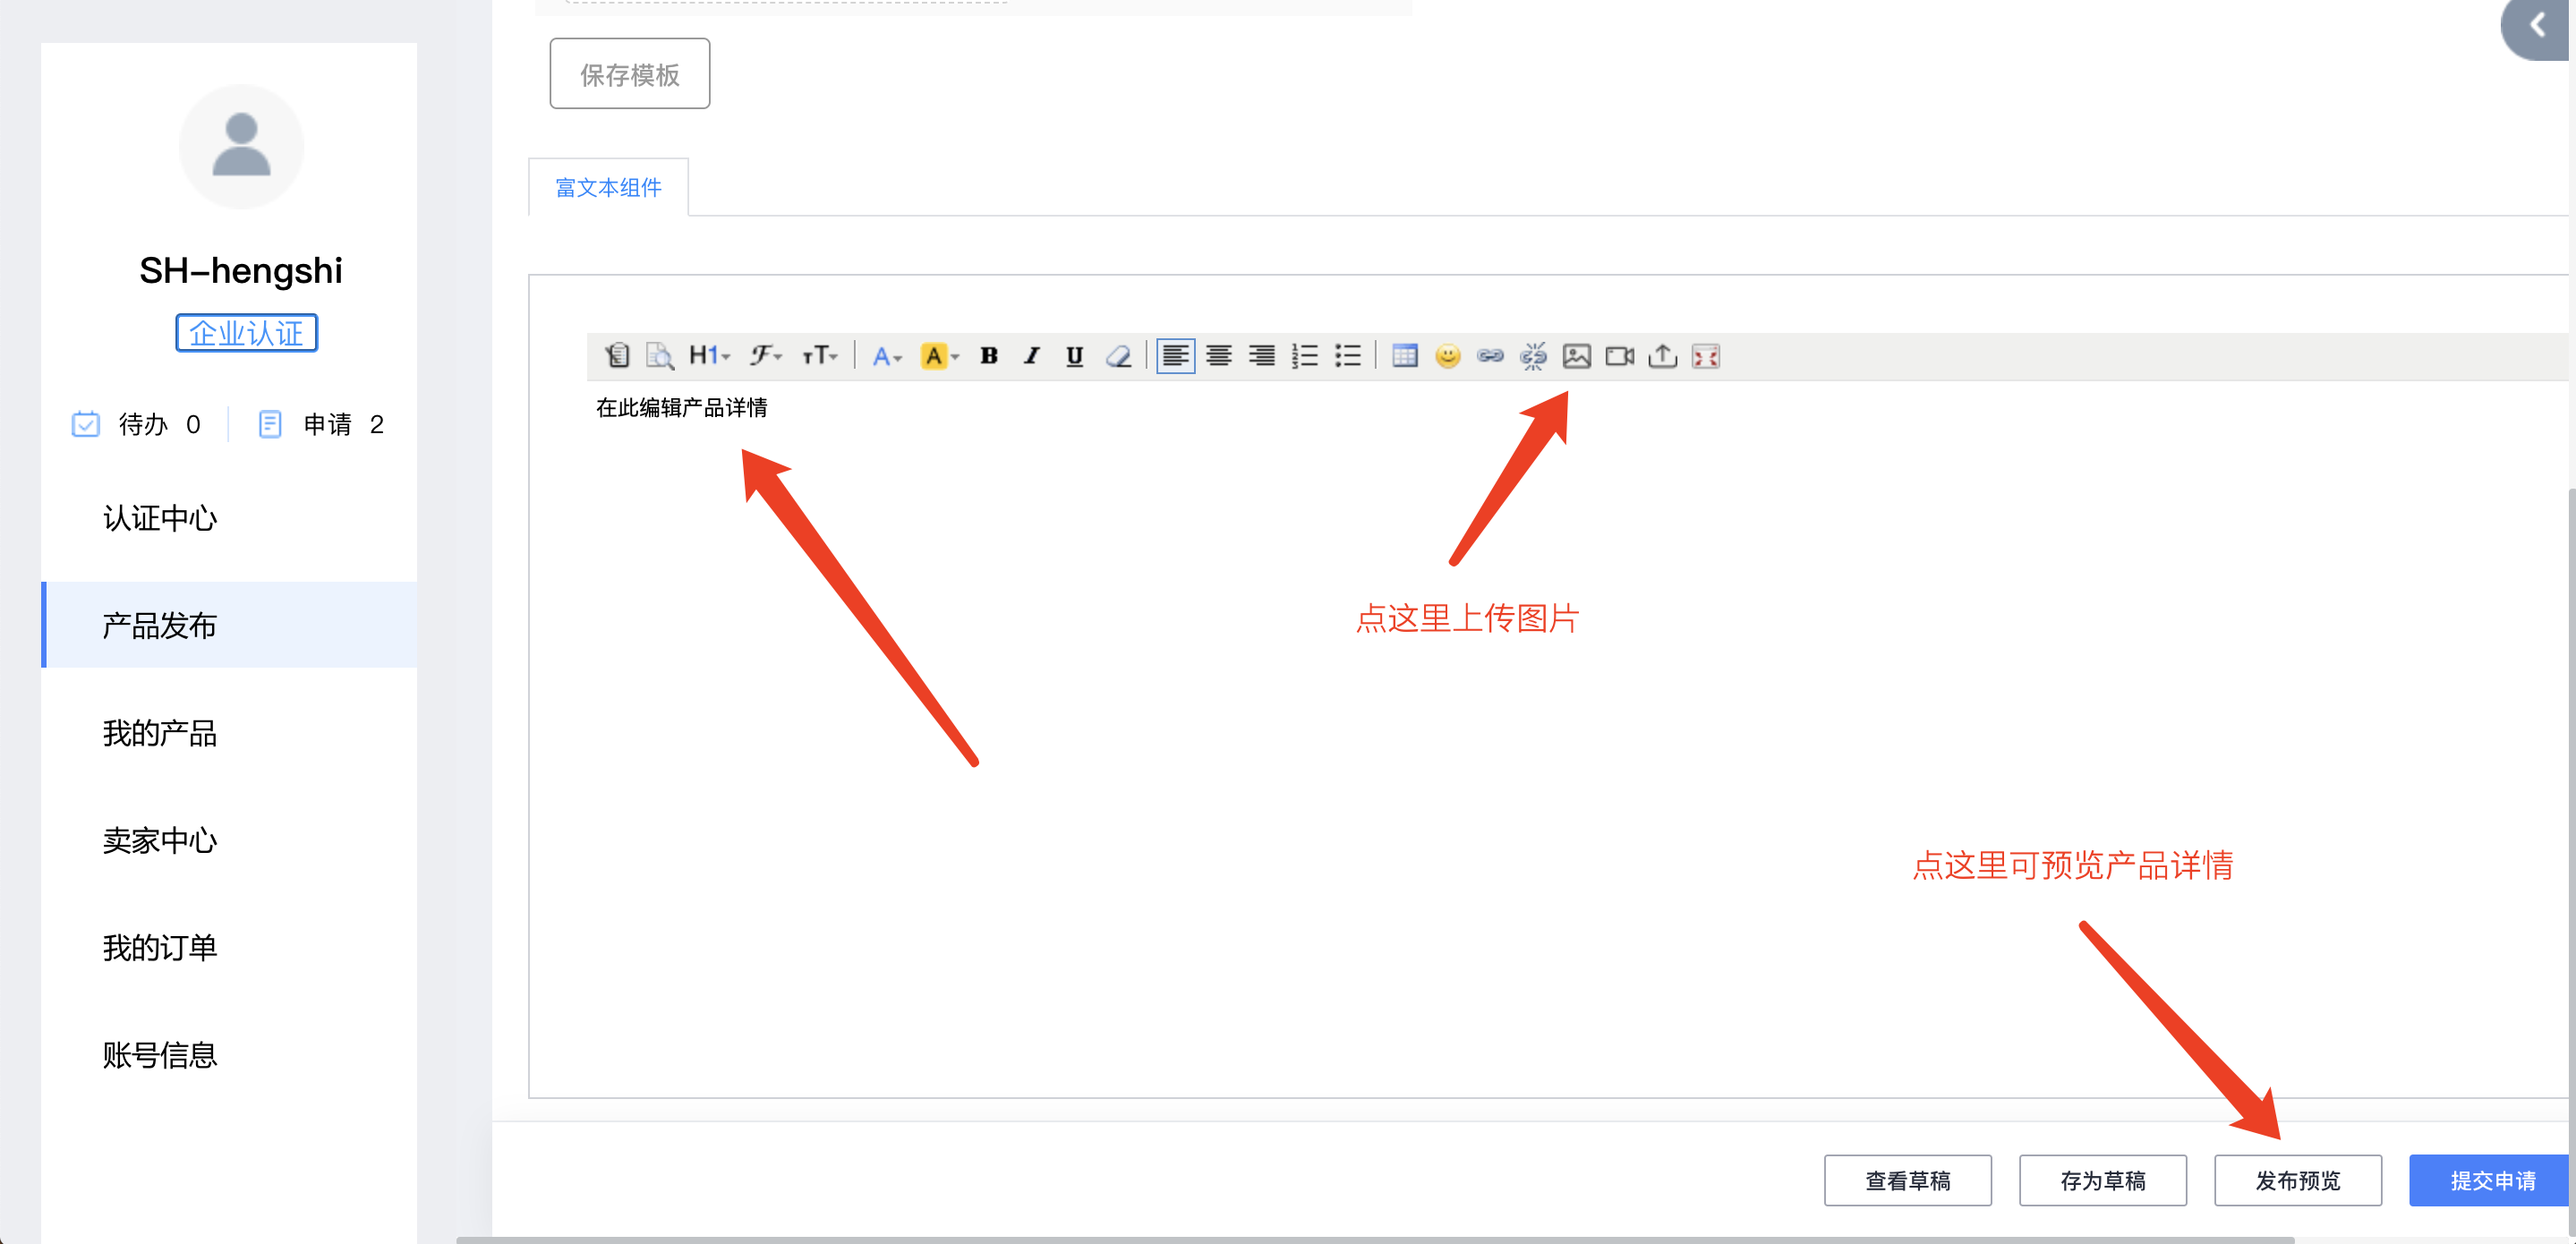 SH-hengshi
企业认证
待办 0
申请 2
认证中心
产品发布
我的产品
卖家中心
我的订单
账号信息
保存模板
富文本组件
H1 F TT A A B I U
在此编辑产品详情
点这里上传图片
点这里可预览产品详情
查看草稿
存为草稿
发布预览
提交申请